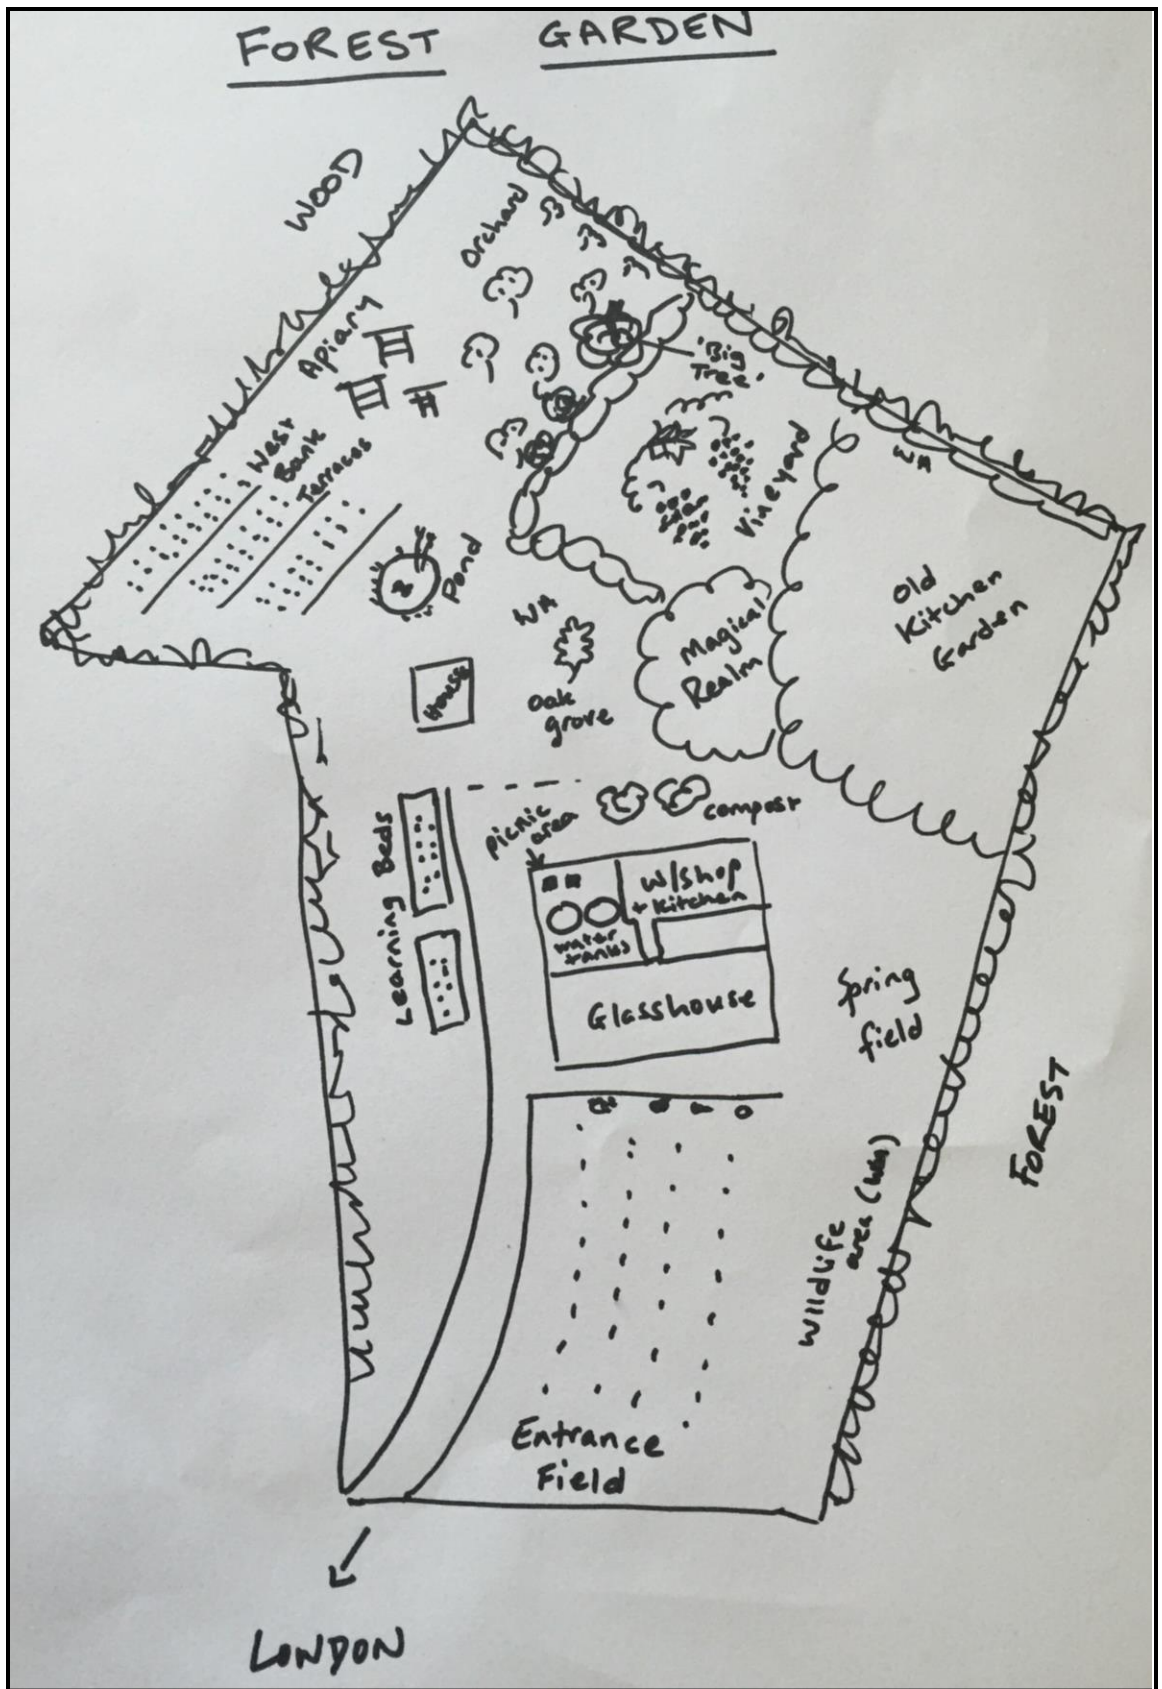 FOREST GARDEN
WOOD
Orchard
Apiary
'Big
Tree'
West
Bank
Terraces
Vineyard
WA
Pond
Old
Kitchen
Garden
WA
Magical
Realm
House
Oak
grove
picnic
area
compost
Learning Beds
W/Shop
+ Kitchen
water
tanks
Glasshouse
Spring
field
FOREST
Wildlife
area (WA)
Entrance
Field
LONDON